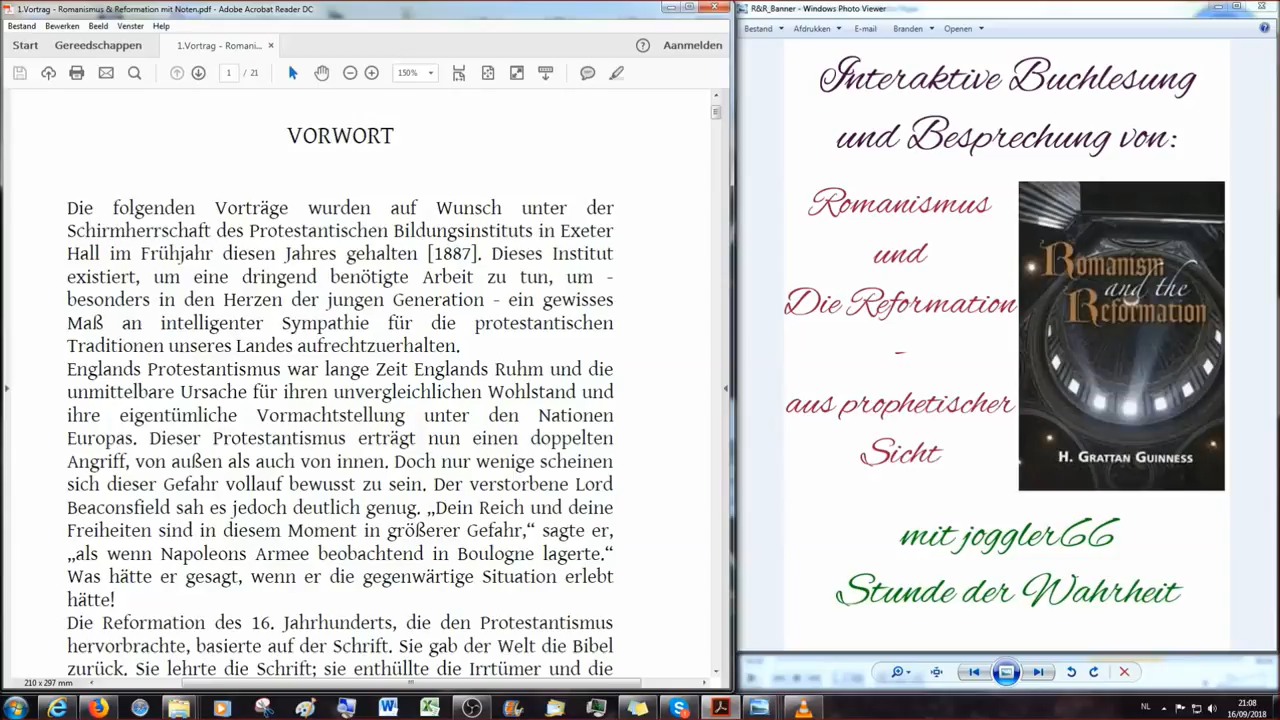 1.Vortrag - Romanismus & Reformation mit Noten.pdf - Adobe Acrobat Reader DC
Datei Bewerken Beeld Venster Help
Start Gereedschappen 1.Vortrag - Romani... × Aanmelden
1 / 21 150%
VORWORT
Die folgenden Vorträge wurden auf Wunsch unter der
Schirmherrschaft des Protestantischen Bildungsinstituts in Exeter
Hall im Frühjahr diesen Jahres gehalten [1887]. Dieses Institut
existiert, um eine dringend benötigte Arbeit zu tun, um -
besonders in den Herzen der jungen Generation - ein gewisses
Maß an intelligenter Sympathie für die protestantischen
Traditionen unseres Landes aufrechtzuerhalten.
Englands Protestantismus war lange Zeit Englands Ruhm und die
unmittelbare Ursache für ihren unvergleichlichen Wohlstand und
ihre eigentümliche Vormachtstellung unter den Nationen
Europas. Dieser Protestantismus erträgt nun einen doppelten
Angriff, von außen als auch von innen. Doch nur wenige scheinen
sich dieser Gefahr vollauf bewusst zu sein. Der verstorbene Lord
Beaconsfield sah es jedoch deutlich genug. „Dein Reich und deine
Freiheiten sind in diesem Moment in größerer Gefahr,“ sagte er,
„als wenn Napoleons Armee beobachtend in Boulogne lagerte.“
Was hätte er gesagt, wenn er die gegenwärtige Situation erlebt
hätte!
Die Reformation des 16. Jahrhunderts, die den Protestantismus
hervorbrachte, basierte auf der Schrift. Sie gab der Welt die Bibel
zurück. Sie lehrte die Schrift; sie enthüllte die Irrtümer und die
210 x 297 mm
R&R_Banner - Windows Photo Viewer
Bestand Afdrukken E-mail Branden Openen
Interaktive Buchlesung
und Besprechung von:
Romanismus
und
Die Reformation
-
aus prophetischer
Sicht
Romanism
and the
Reformation
H. GRATTAN GUINNESS
mit joggler66
Stunde der Wahrheit
NL
21:08
16/09/2018